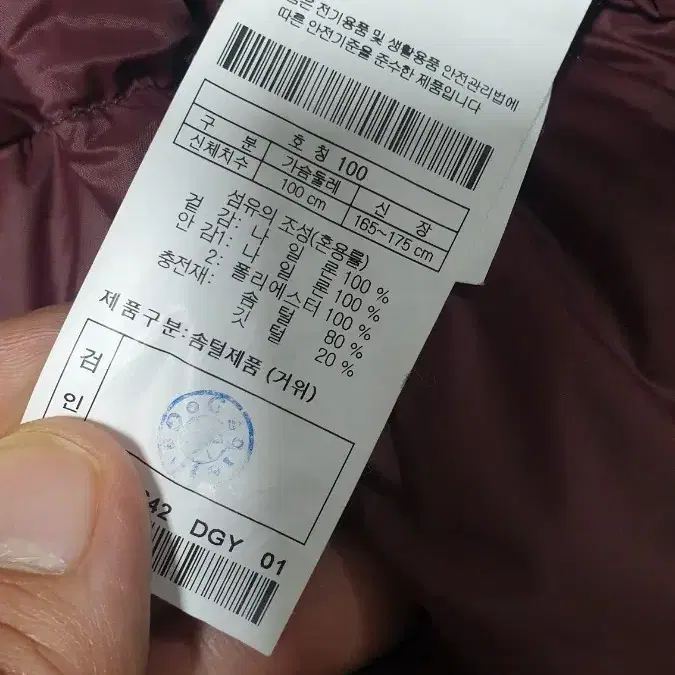 은 전기용품 및 생활용품 안전관리법에
따른 안전기준을 준수한 제품입니다
호 칭 100
구 분 가슴둘레 신 장
신체치수 100 cm 165~175 cm
섬유의 조성(혼용률)
겉 감: 나 일 론 100 %
안 감1: 나 일 론 100 %
2: 폴리에스터 100 %
충전재: 솜 털 80 %
깃 털 20 %
제품구분: 솜털제품 (거위)
검
인
42 DGY 01